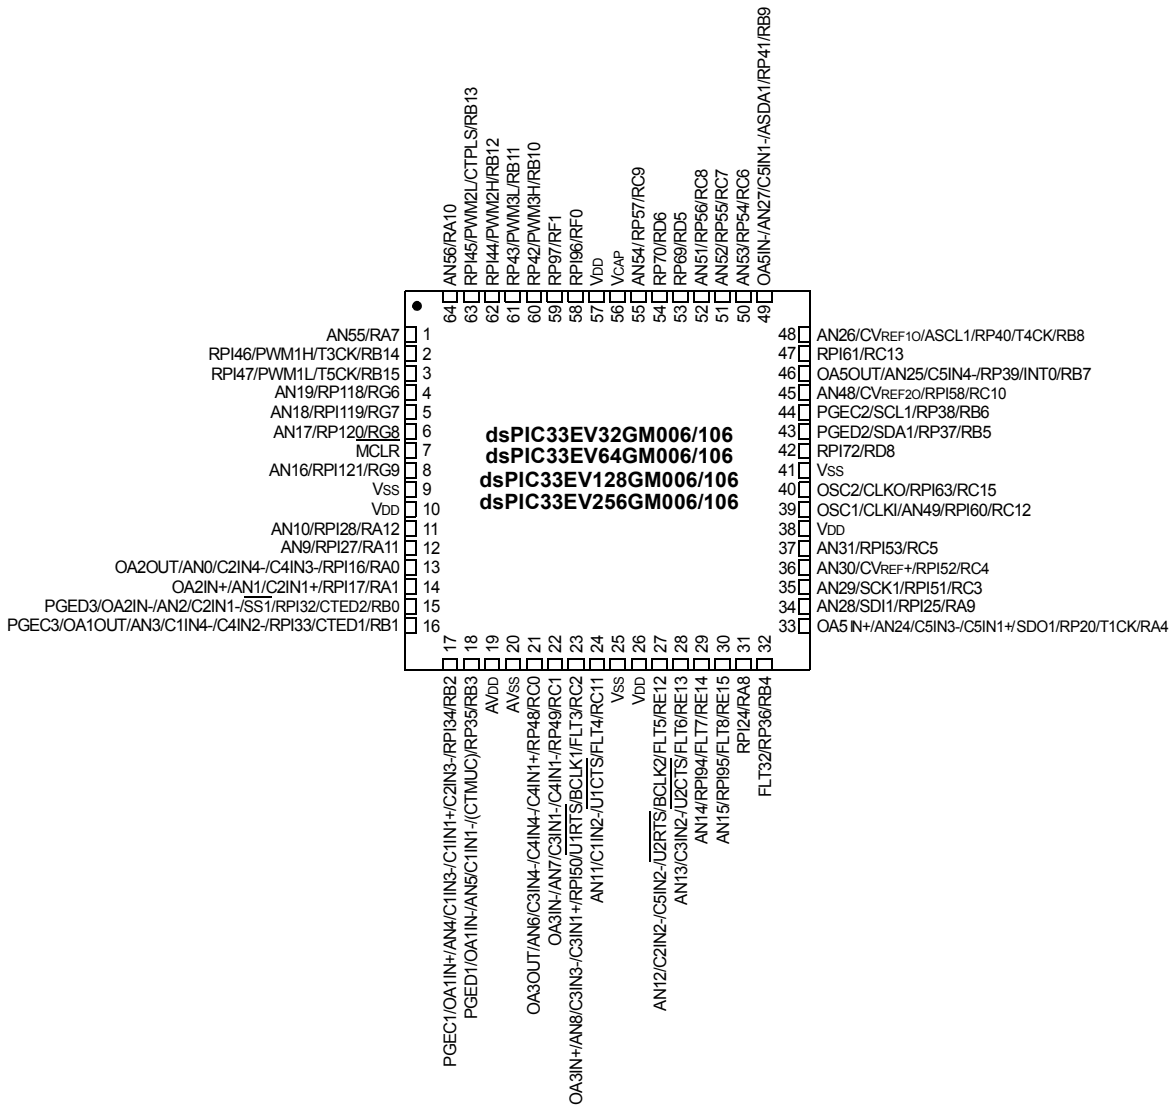 AN56/RA10
RPI45/PWM2L/CTPLS/RB13
RPI44/PWM2H/RB12
RP43/PWM3L/RB11
RP42/PWM3H/RB10
RP97/RF1
RPI96/RF0
VDD
VCAP
AN54/RP57/RC9
RP70/RD6
RP69/RD5
AN51/RP56/RC8
AN52/RP55/RC7
AN53/RP54/RC6
OA5IN-/AN27/C5IN1-/ASDA1/RP41/RB9
64 63 62 61 60 59 58 57 56 55 54 53 52 51 50 49
AN55/RA7 1
RPI46/PWM1H/T3CK/RB14 2
RPI47/PWM1L/T5CK/RB15 3
AN19/RP118/RG6 4
AN18/RPI119/RG7 5
AN17/RP120/RG8 6
MCLR 7
AN16/RPI121/RG9 8
VSS 9
VDD 10
AN10/RPI28/RA12 11
AN9/RPI27/RA11 12
OA2OUT/AN0/C2IN4-/C4IN3-/RPI16/RA0 13
OA2IN+/AN1/C2IN1+/RPI17/RA1 14
PGED3/OA2IN-/AN2/C2IN1-/SS1/RPI32/CTED2/RB0 15
PGEC3/OA1OUT/AN3/C1IN4-/C4IN2-/RPI33/CTED1/RB1 16
dsPIC33EV32GM006/106
dsPIC33EV64GM006/106
dsPIC33EV128GM006/106
dsPIC33EV256GM006/106
48 AN26/CVREF1O/ASCL1/RP40/T4CK/RB8
47 RPI61/RC13
46 OA5OUT/AN25/C5IN4-/RP39/INT0/RB7
45 AN48/CVREF2O/RPI58/RC10
44 PGEC2/SCL1/RP38/RB6
43 PGED2/SDA1/RP37/RB5
42 RPI72/RD8
41 VSS
40 OSC2/CLKO/RPI63/RC15
39 OSC1/CLKI/AN49/RPI60/RC12
38 VDD
37 AN31/RPI53/RC5
36 AN30/CVREF+/RPI52/RC4
35 AN29/SCK1/RPI51/RC3
34 AN28/SDI1/RPI25/RA9
33 OA5IN+/AN24/C5IN3-/C5IN1+/SDO1/RP20/T1CK/RA4
17 18 19 20 21 22 23 24 25 26 27 28 29 30 31 32
PGEC1/OA1IN+/AN4/C1IN3-/C1IN1+/C2IN3-/RPI34/RB2
PGED1/OA1IN-/AN5/C1IN1-/(CTMUC)/RP35/RB3
AVDD
AVSS
OA3OUT/AN6/C3IN4-/C4IN4-/C4IN1+/RP48/RC0
OA3IN-/AN7/C3IN1-/C4IN1-/RP49/RC1
OA3IN+/AN8/C3IN3-/C3IN1+/RPI50/U1RTS/BCLK1/FLT3/RC2
AN11/C1IN2-/U1CTS/FLT4/RC11
VSS
VDD
AN12/C2IN2-/C5IN2-/U2RTS/BCLK2/FLT5/RE12
AN13/C3IN2-/U2CTS/FLT6/RE13
AN14/RPI94/FLT7/RE14
AN15/RPI95/FLT8/RE15
RPI24/RA8
FLT32/RP36/RB4